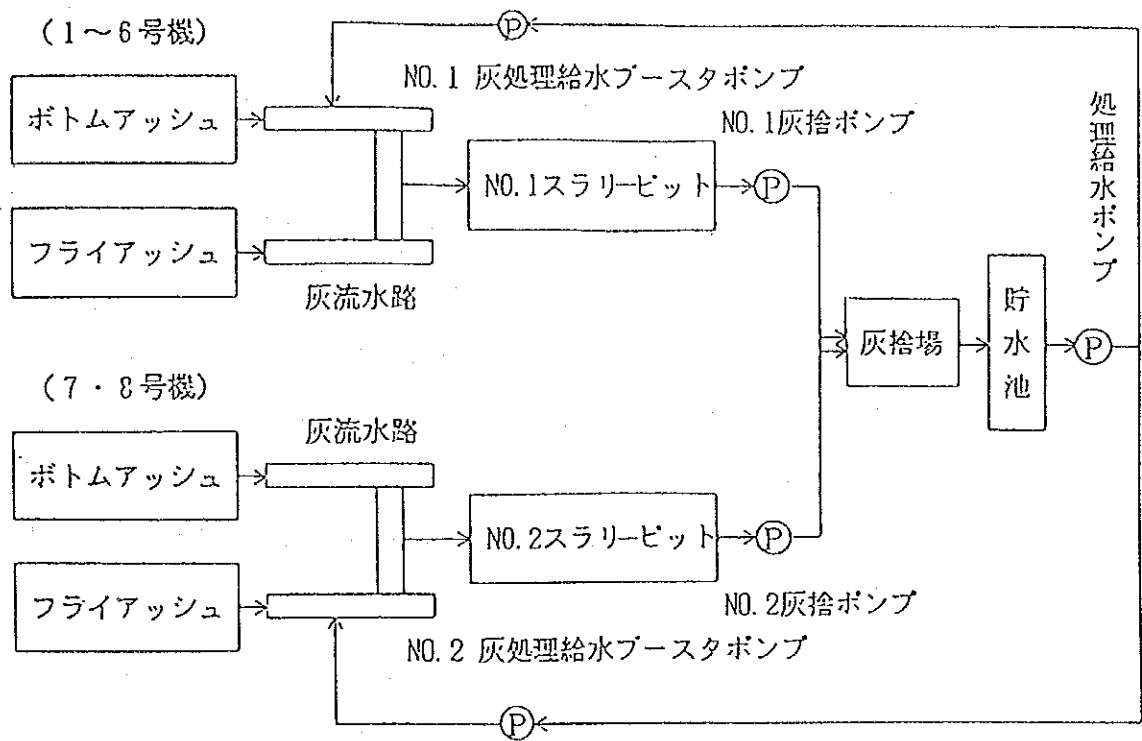 (1～6号機)
Ⓟ
NO.1 灰処理給水ブースタポンプ
ボトムアッシュ
NO.1灰捨ポンプ
処理給水ポンプ
NO.1スラリーピット
Ⓟ
フライアッシュ
灰流水路
灰捨場
貯水池
Ⓟ
(7・8号機)
灰流水路
ボトムアッシュ
NO.2スラリーピット
Ⓟ
フライアッシュ
NO.2灰捨ポンプ
NO.2 灰処理給水ブースタポンプ
Ⓟ